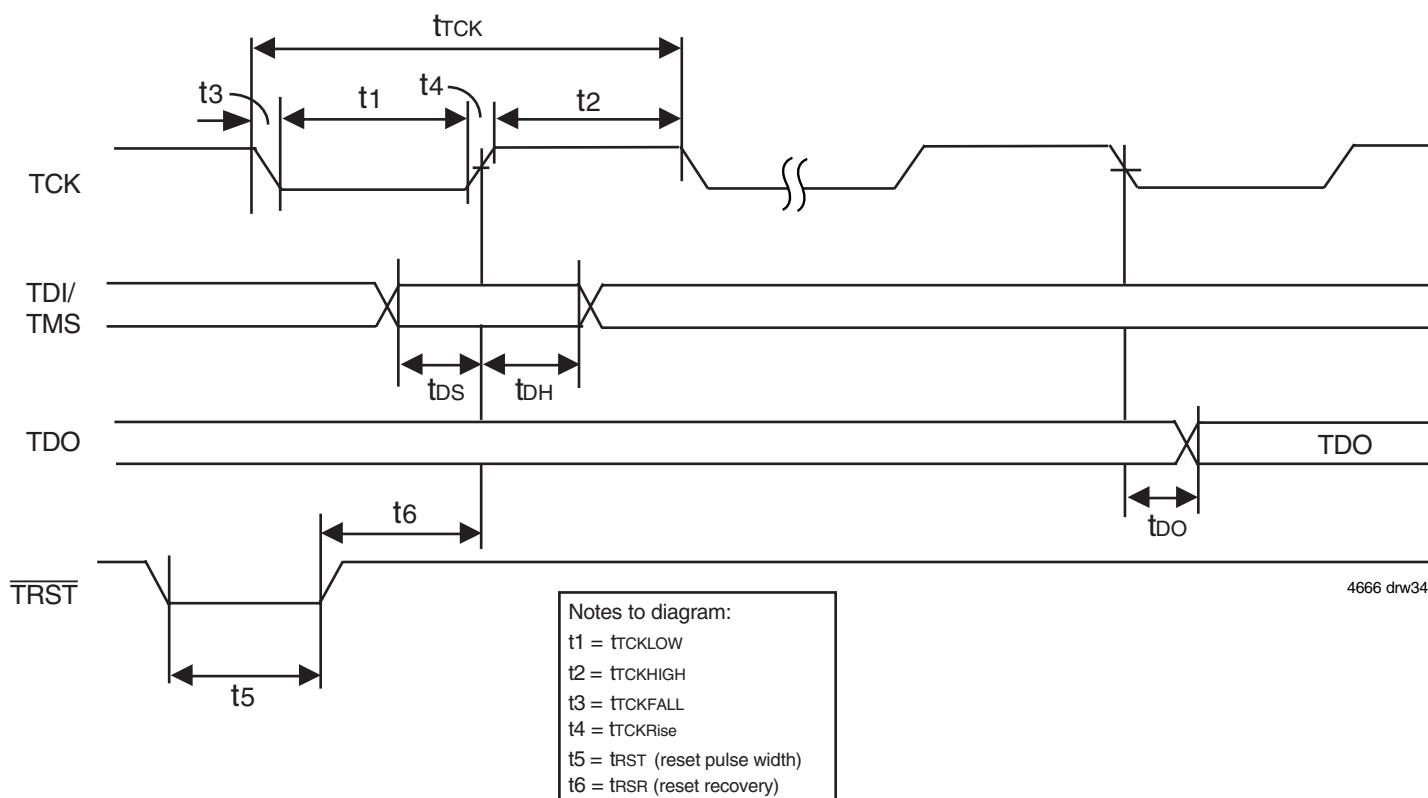 tTCK
t3
t1
t4
t2
TCK
TDI/
TMS
tDS
tDH
TDO
TDO
t6
tDO
TRST
4666 drw34
t5
Notes to diagram:
t1 = tTCKLOW
t2 = tTCKHIGH
t3 = tTCKFALL
t4 = tTCKRise
t5 = tRST (reset pulse width)
t6 = tRSR (reset recovery)